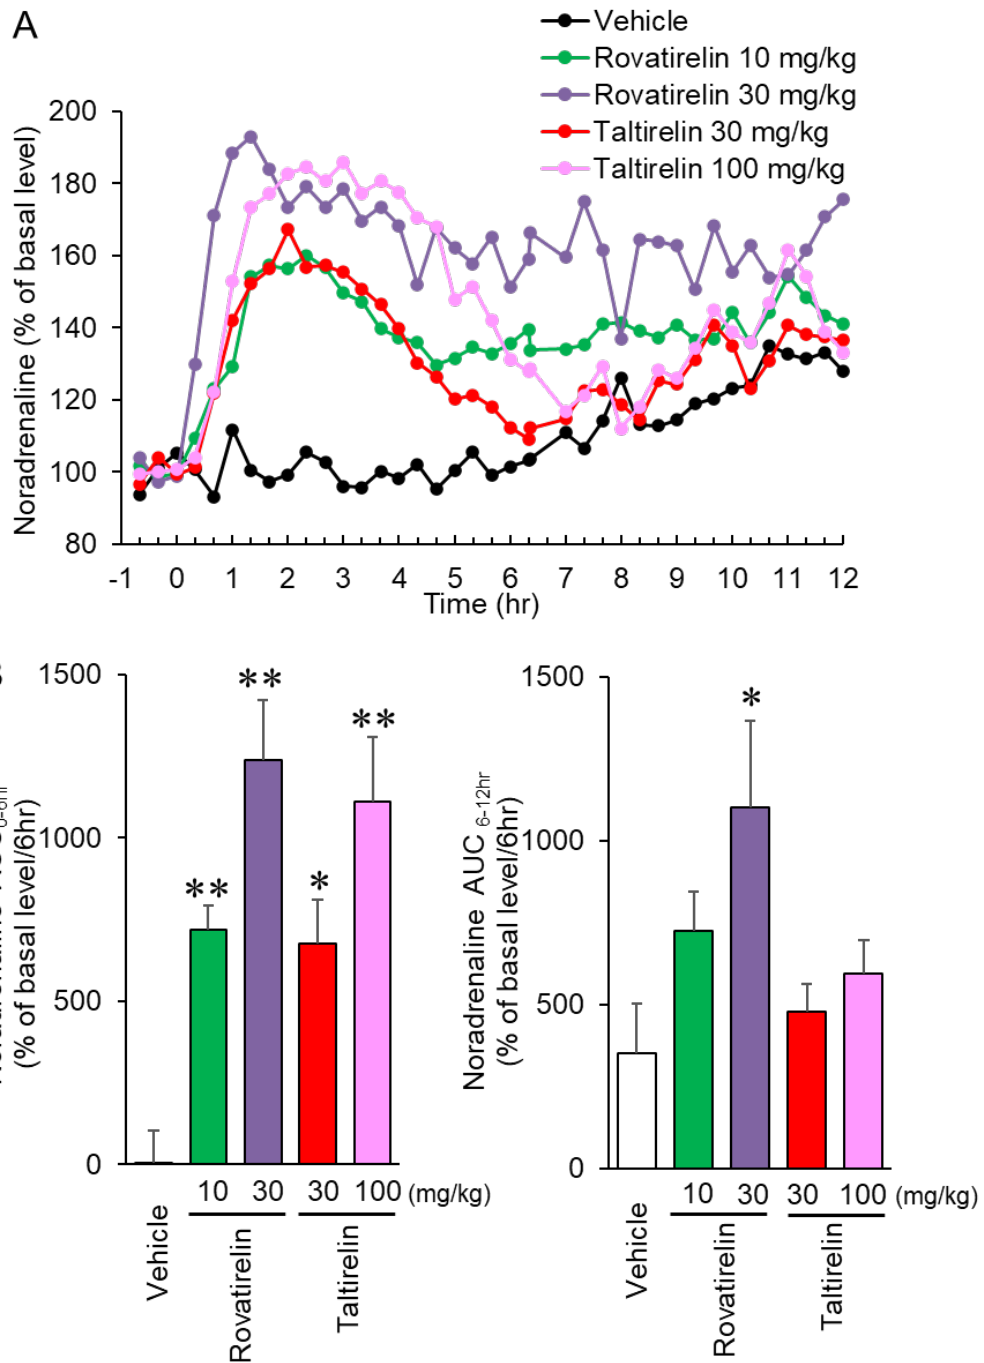 A
Vehicle
Rovatirelin 10 mg/kg
Rovatirelin 30 mg/kg
Taltirelin 30 mg/kg
Taltirelin 100 mg/kg
Noradrenaline (% of basal level)
200
180
160
140
120
100
80
-1 0 1 2 3 4 5 6 7 8 9 10 11 12
Time (hr)
(% of basal level/6hr)
1500
1000
500
0
** ** * **
10 30 30 100 (mg/kg)
Vehicle
Rovatirelin
Taltirelin
Noradrenaline AUC 6-12hr
(% of basal level/6hr)
1500
1000
500
0
*
10 30 30 100 (mg/kg)
Vehicle
Rovatirelin
Taltirelin